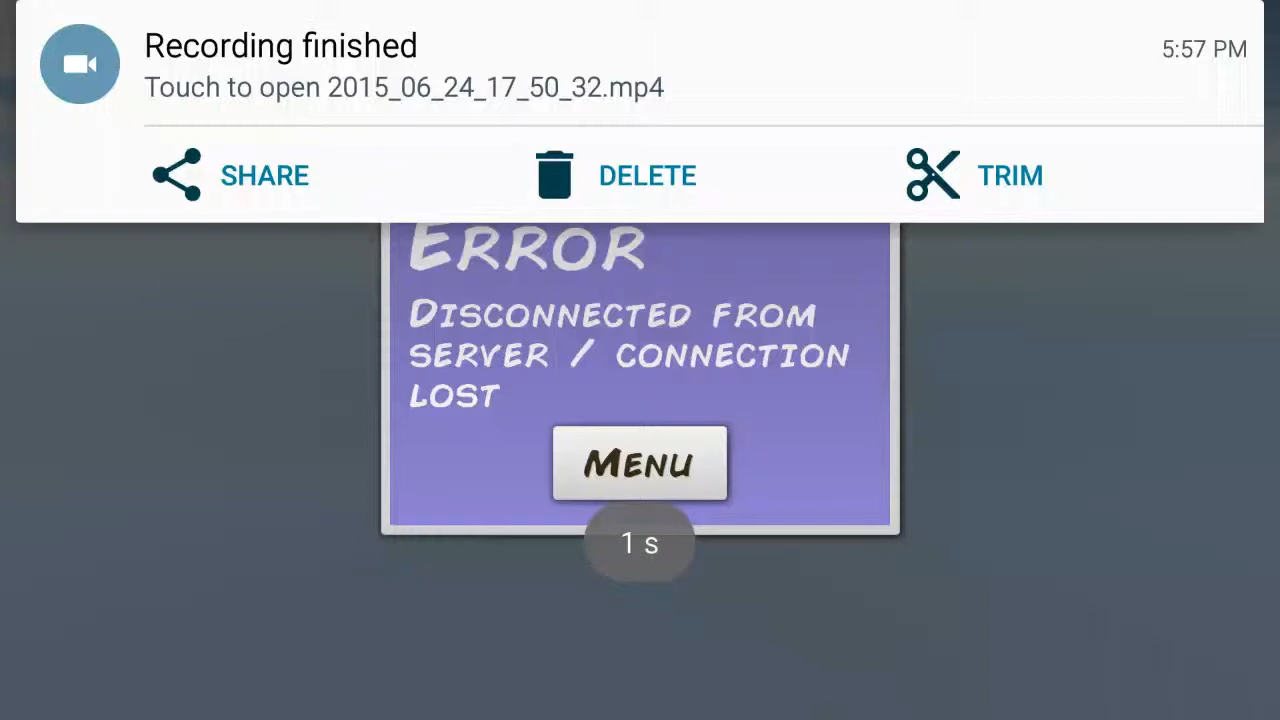 Recording finished
5:57 PM
Touch to open 2015_06_24_17_50_32.mp4
SHARE
DELETE
TRIM
ERROR
DISCONNECTED FROM
SERVER / CONNECTION
LOST
MENU
1 s